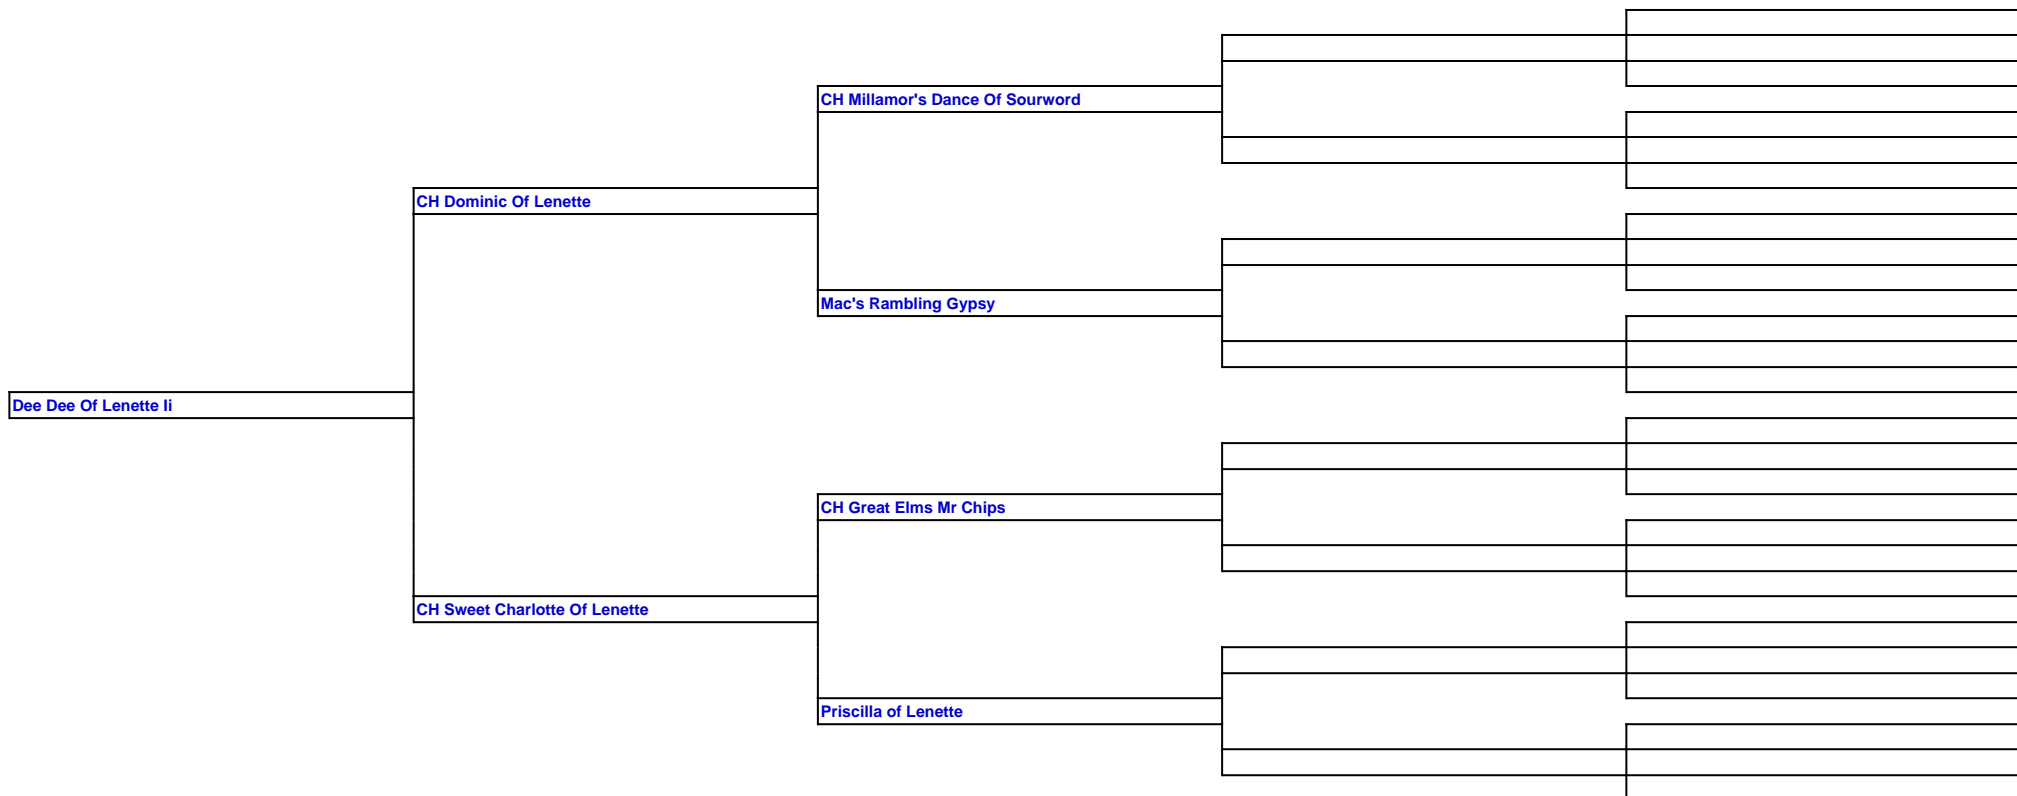 CH Millamor's Dance Of Sourword
CH Dominic Of Lenette
Mac's Rambling Gypsy
Dee Dee Of Lenette Ii
CH Great Elms Mr Chips
CH Sweet Charlotte Of Lenette
Priscilla of Lenette